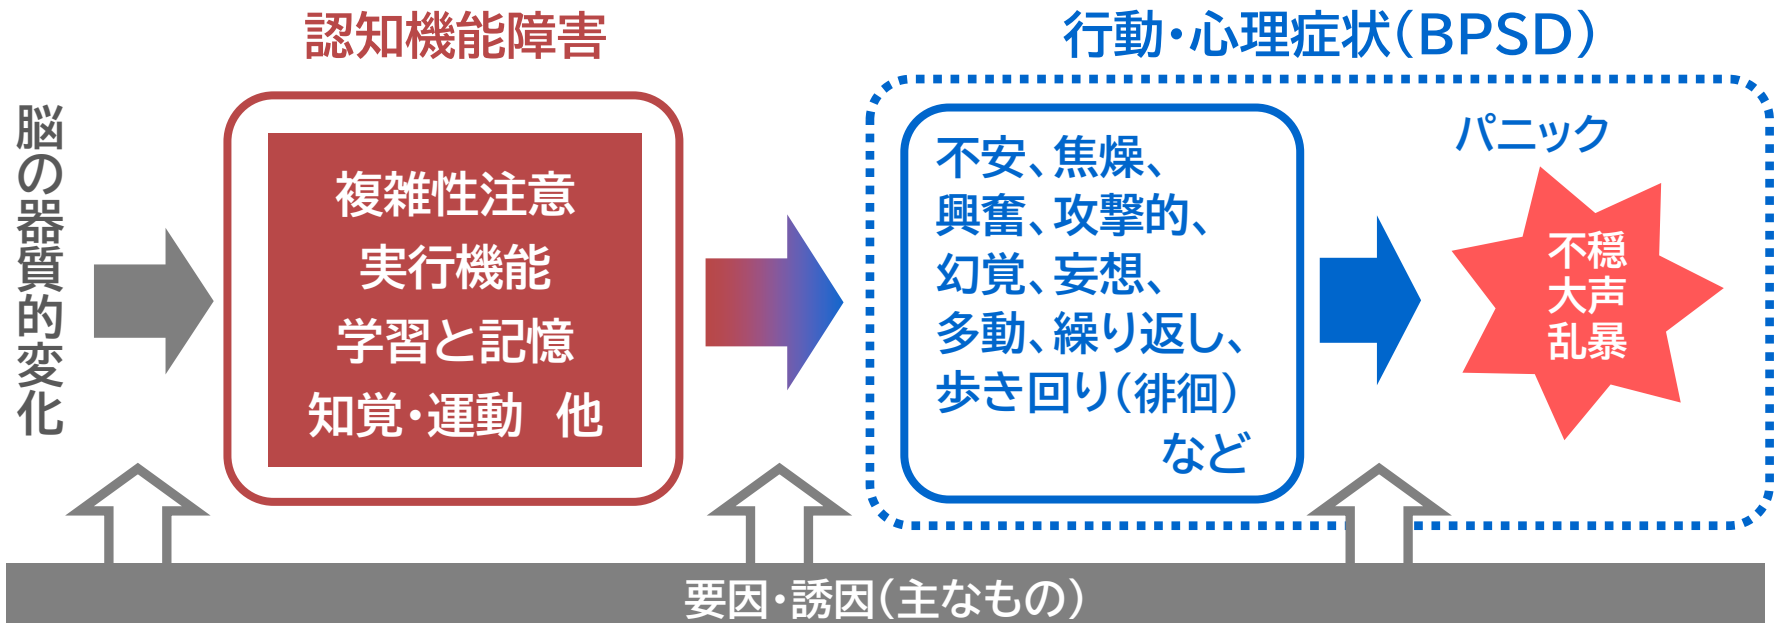 認知機能障害
行動・心理症状(BPSD)
脳の器質的変化
複雑性注意
実行機能
学習と記憶
知覚・運動　他
不安、焦燥、
興奮、攻撃的、
幻覚、妄想、
多動、繰り返し、
歩き回り(徘徊)
など
パニック
不穏
大声
乱暴
要因・誘因(主なもの)